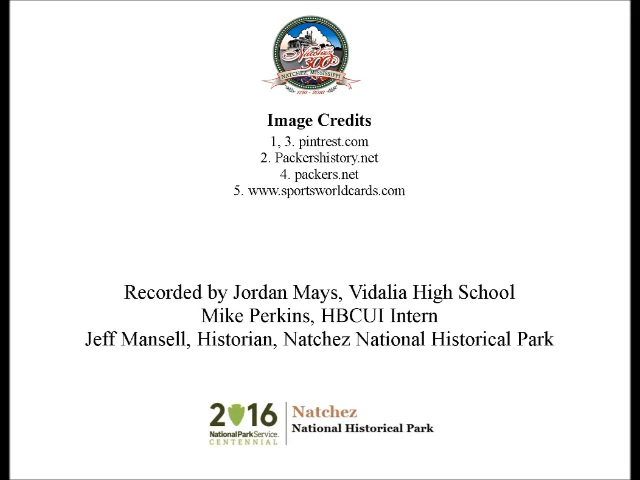 Natchez
300
NATCHEZ, MISSISSIPPI
Image Credits
1, 3. pintrest.com
2. Packershistory.net
4. packers.net
5. www.sportsworldcards.com
Recorded by Jordan Mays, Vidalia High School
Mike Perkins, HBCUI Intern
Jeff Mansell, Historian, Natchez National Historical Park
2016
National Park Service
CENTENNIAL
Natchez
National Historical Park